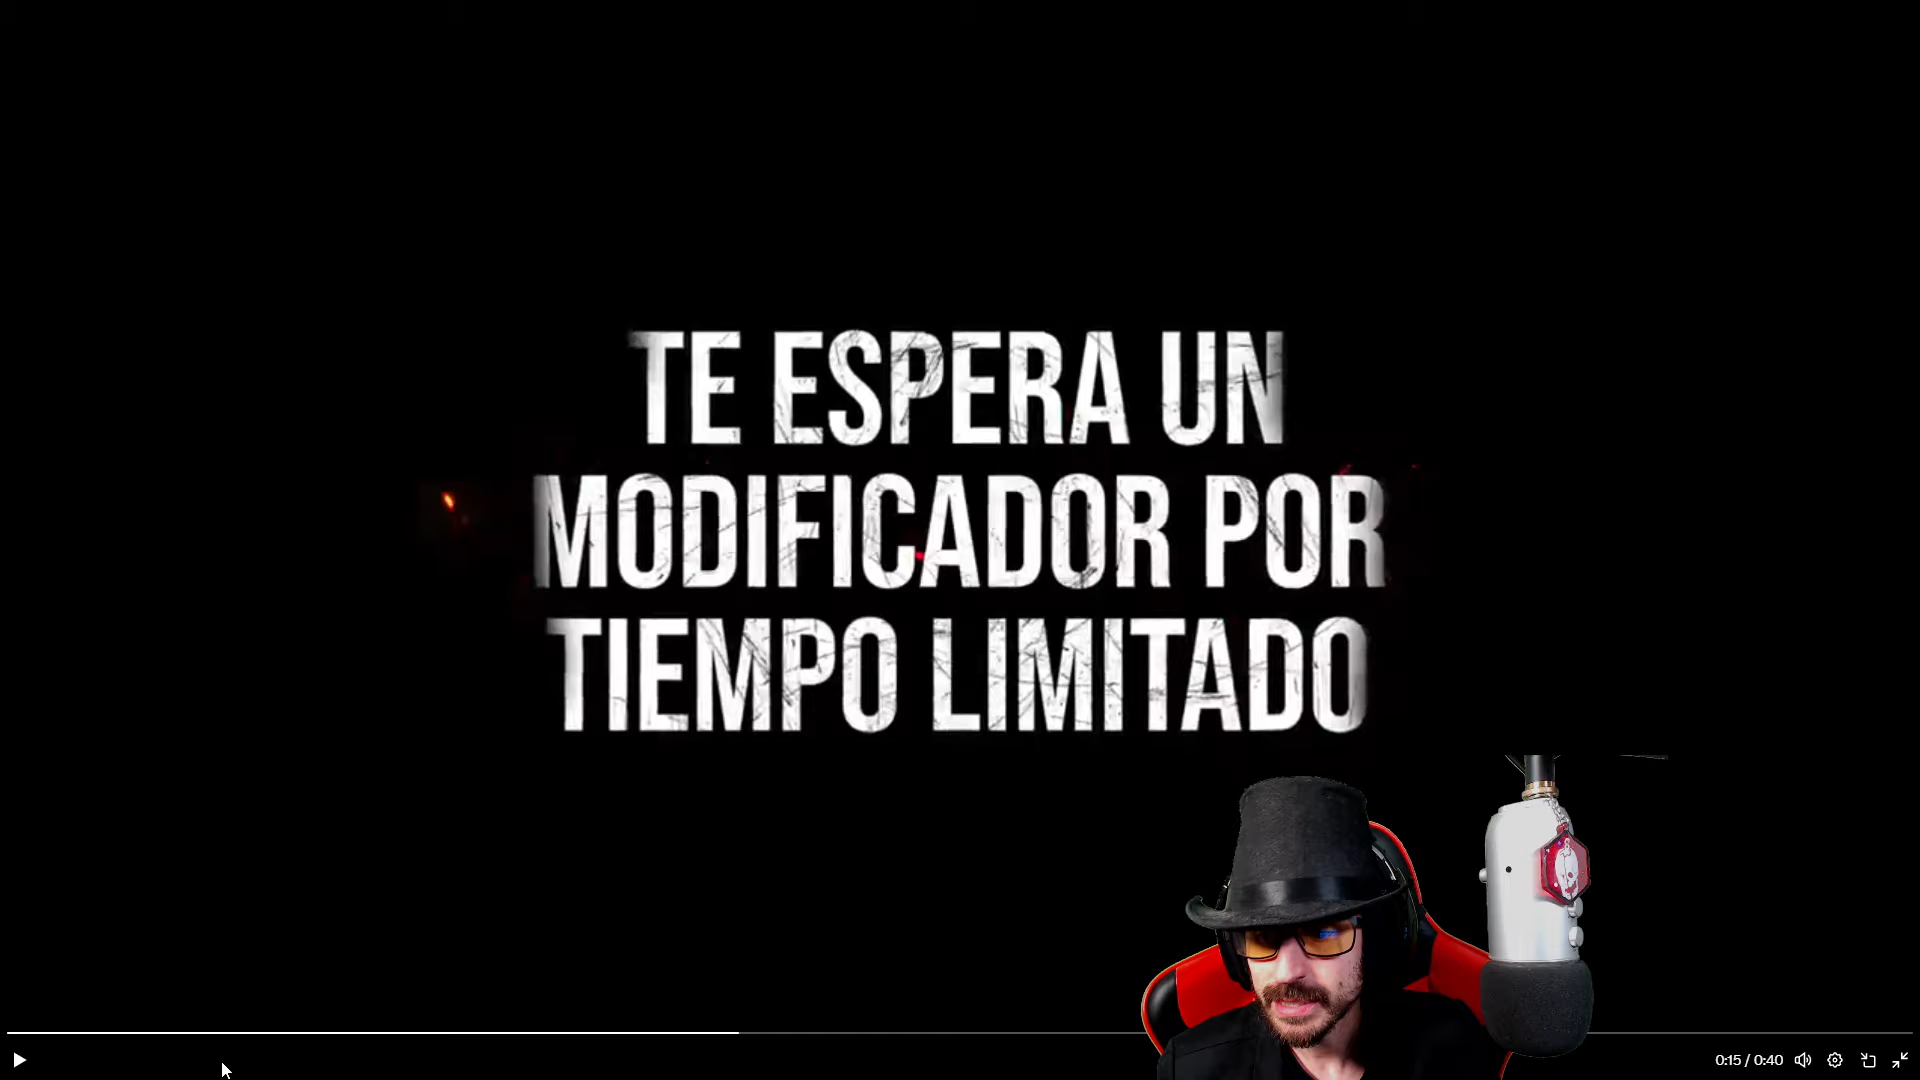 TE ESPERA UN
MODIFICADOR POR
TIEMPO LIMITADO
0:15 / 0:40